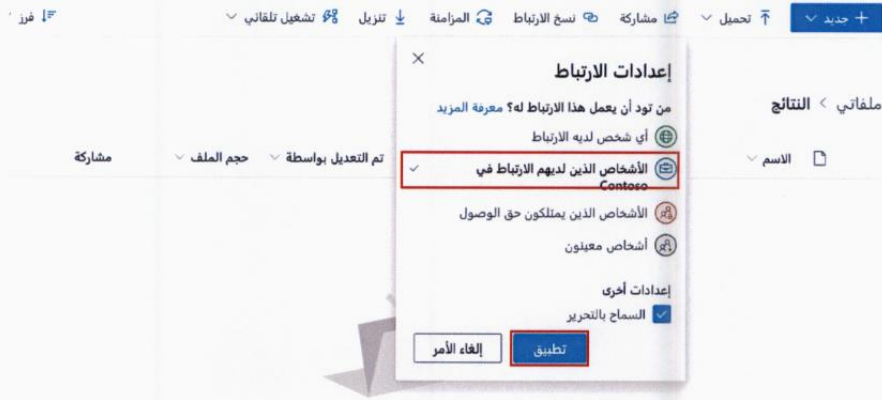 + جديد
تحميل
مشاركة
نسخ الارتباط
المزامنة
تنزيل
تشغيل تلقائي
فرز
ملفاتي > النتائج
الاسم
تم التعديل بواسطة
حجم الملف
مشاركة
إعدادات الارتباط
من تود أن يعمل هذا الارتباط له؟ معرفة المزيد
أي شخص لديه الارتباط
الأشخاص الذين لديهم الارتباط في
Contoso
الأشخاص الذين يمتلكون حق الوصول
أشخاص معينون
إعدادات أخرى
السماح بالتحرير
تطبيق
إلغاء الأمر